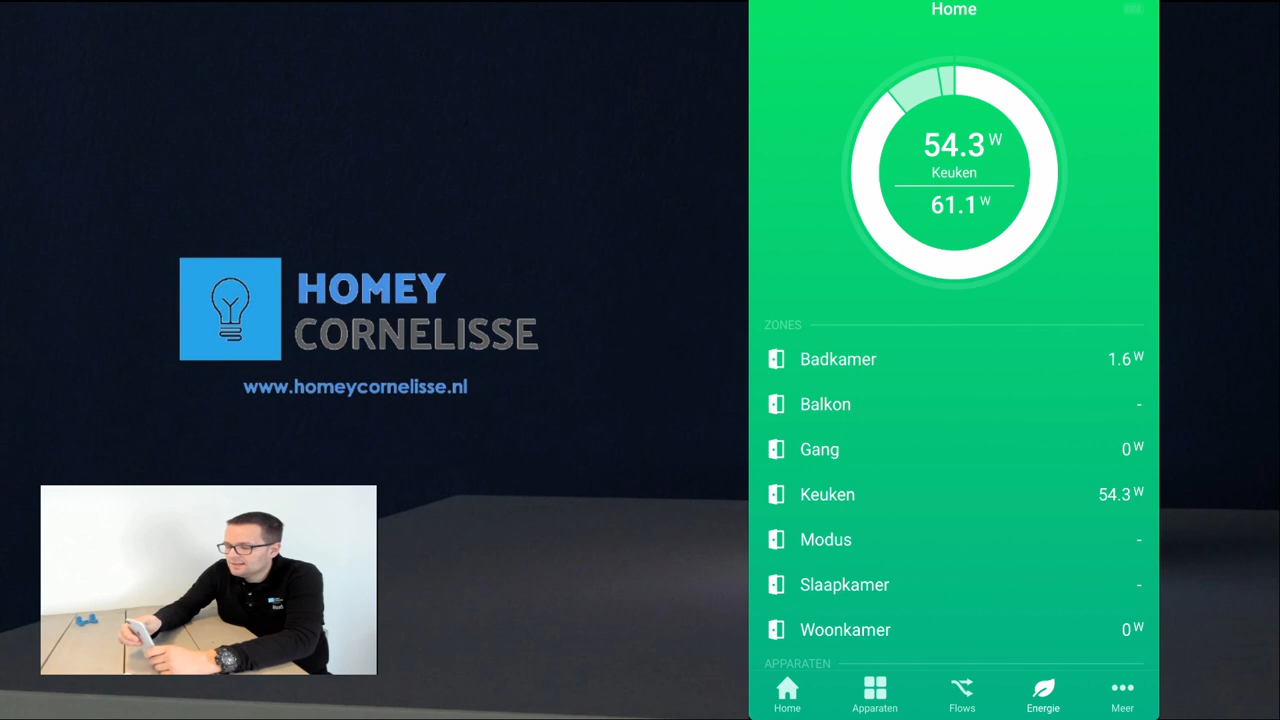 HOMEY
CORNELISSE
www.homeycornelisse.nl
Home
54.3 W
Keuken
61.1 W
ZONES
Badkamer 1.6 W
Balkon -
Gang 0 W
Keuken 54.3 W
Modus -
Slaapkamer -
Woonkamer 0 W
APPARATEN
Home Apparaten Flows Energie Meer